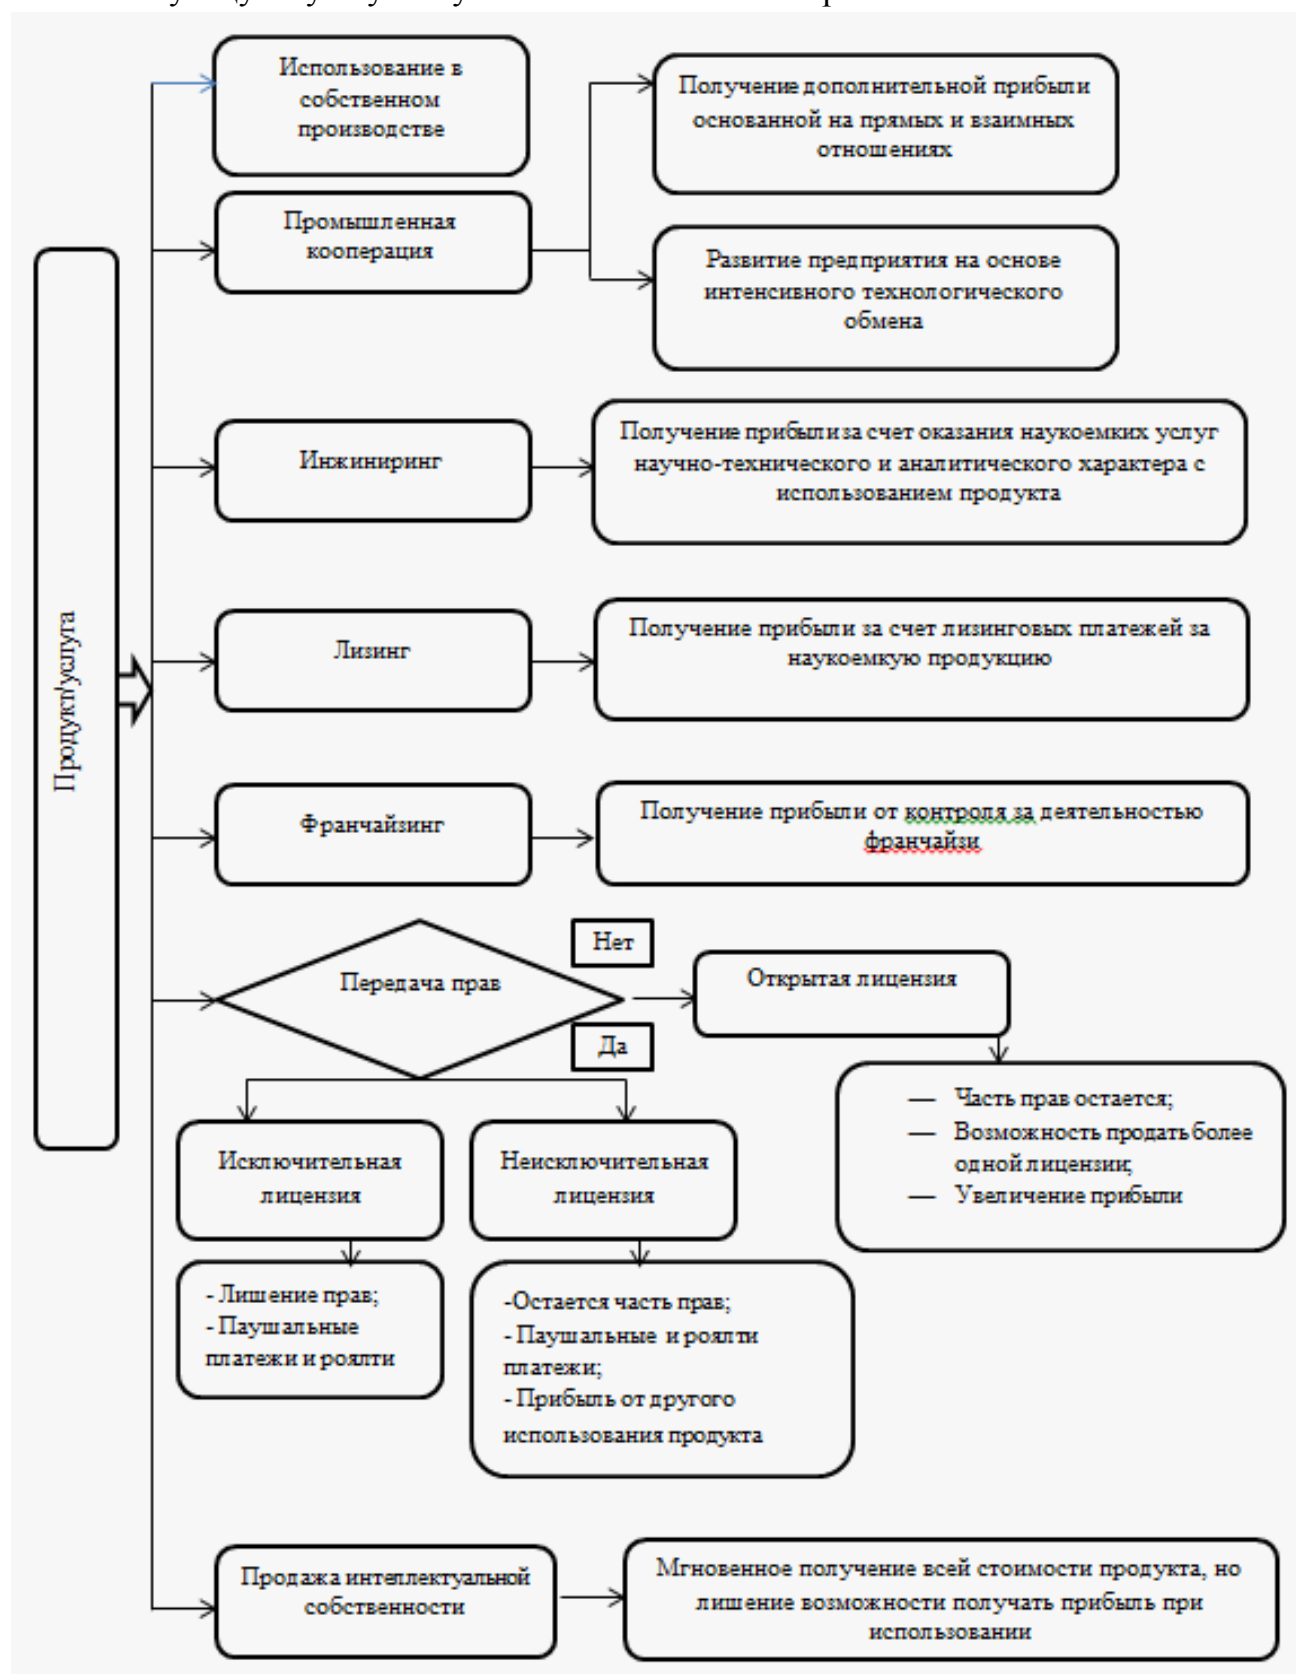 Использование в
собственном
производстве
Получение дополнительной прибыли
основанной на прямых и взаимных
отношениях
Промышленная
кооперация
Развитие предприятия на основе
интенсивного технологического
обмена
Продукт/услуга
Инжиниринг
Получение прибыли за счет оказания наукоемких услуг
научно-технического и аналитического характера с
использованием продукта
Лизинг
Получение прибыли за счет лизинговых платежей за
наукоемкую продукцию
Франчайзинг
Получение прибыли от контроля за деятельностью
франчайзи
Передача прав
Нет
Да
Открытая лицензия
— Часть прав остается;
— Возможность продать более
одной лицензии;
— Увеличение прибыли
Исключительная
лицензия
Неисключительная
лицензия
- Лишение прав;
- Паушальные
платежи и роялти
-Остается часть прав;
- Паушальные и роялти
платежи;
- Прибыль от другого
использования продукта
Продажа интеллектуальной
собственности
Мгновенное получение всей стоимости продукта, но
лишение возможности получать прибыль при
использовании